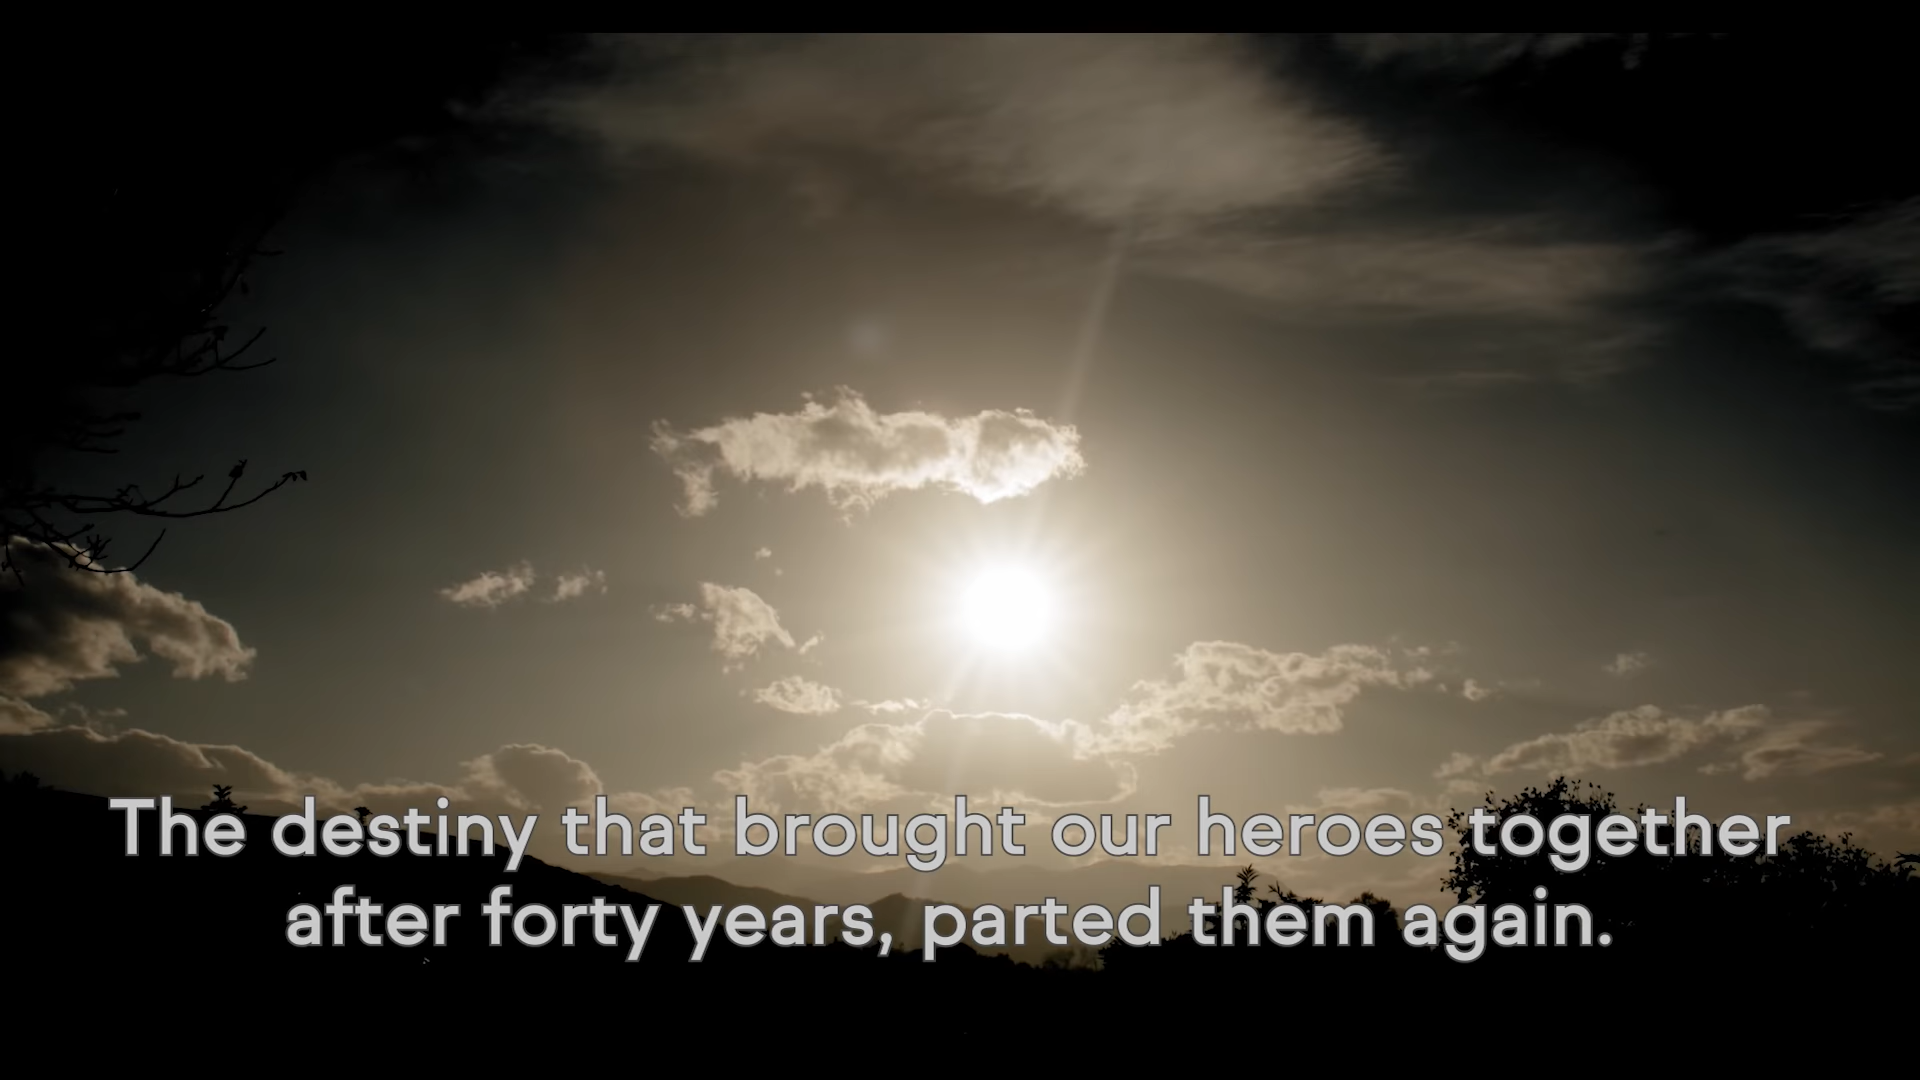 The destiny that brought our heroes together
after forty years, parted them again.